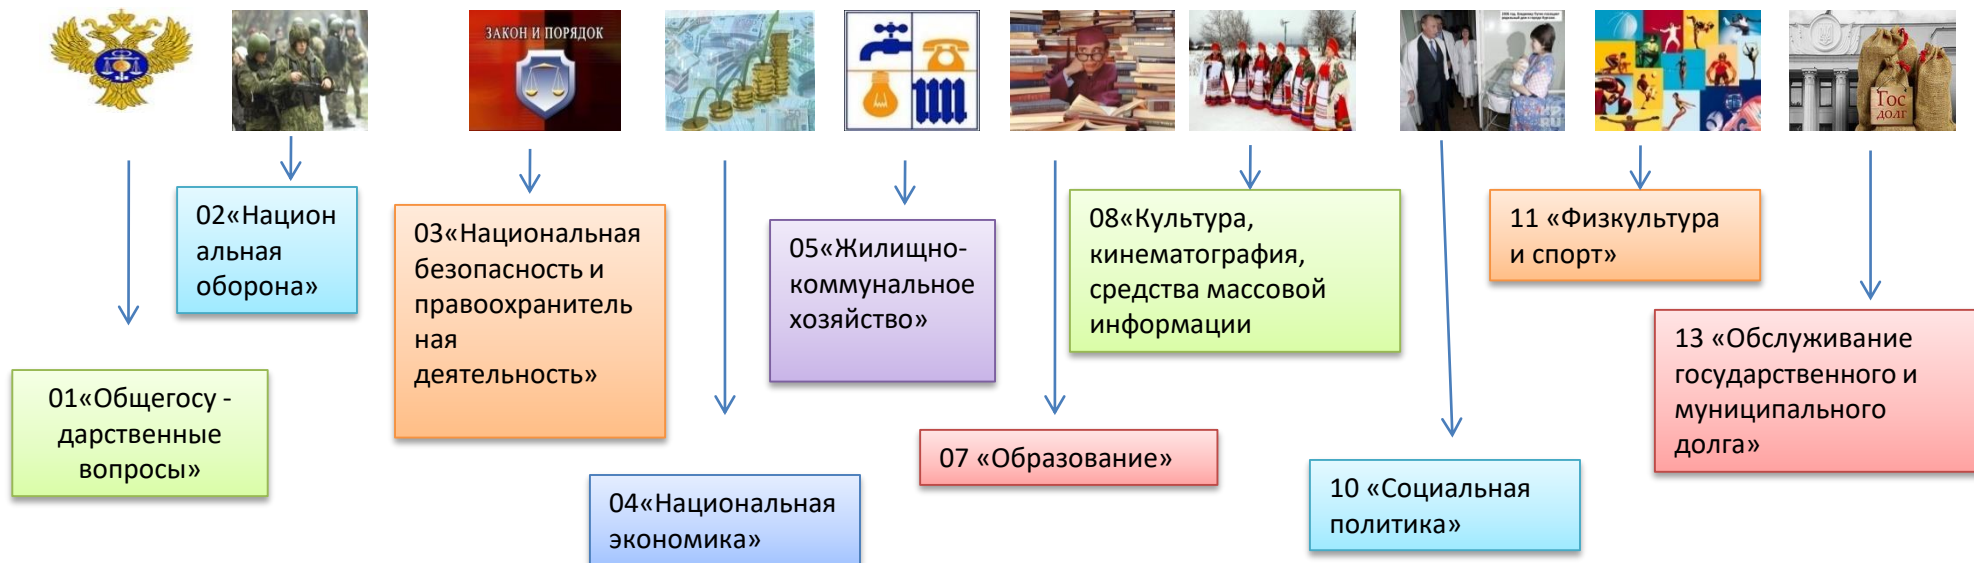 ЗАКОН И ПОРЯДОК
Гос
долг
02«Национ
альная
оборона»
03«Национальная
безопасность и
правоохранитель
ная
деятельность»
05«Жилищно-
коммунальное
хозяйство»
08«Культура,
кинематография,
средства массовой
информации
11 «Физкультура
и спорт»
13 «Обслуживание
государственного и
муниципального
долга»
01«Общегосу -
дарственные
вопросы»
07 «Образование»
04«Национальная
экономика»
10 «Социальная
политика»